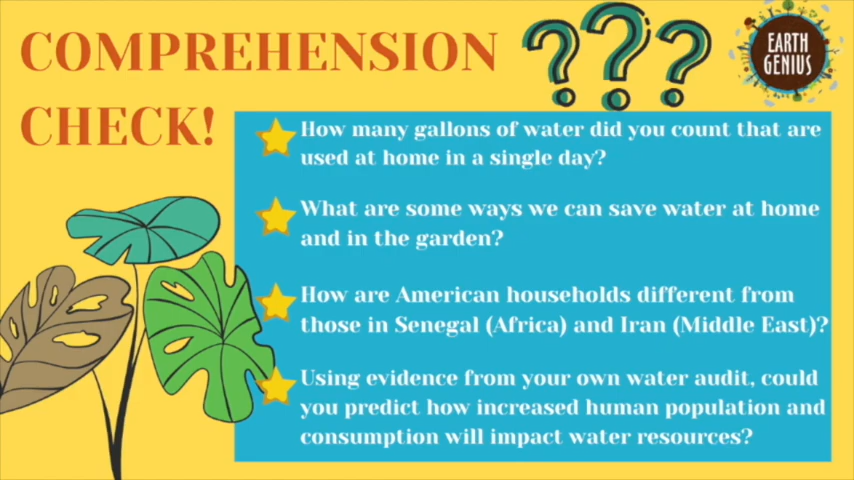 COMPREHENSION
CHECK!
???
EARTH
GENIUS
How many gallons of water did you count that are
used at home in a single day?
What are some ways we can save water at home
and in the garden?
How are American households different from
those in Senegal (Africa) and Iran (Middle East)?
Using evidence from your own water audit, could
you predict how increased human population and
consumption will impact water resources?